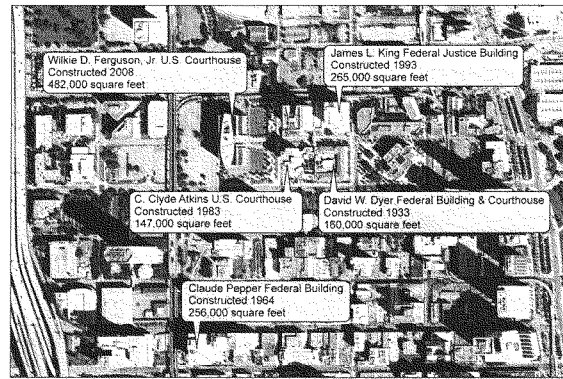 Wilkie D. Ferguson, Jr. U.S. Courthouse
Constructed 2008
482,000 square feet
James L. King Federal Justice Building
Constructed 1993
265,000 square feet
C. Clyde Atkins U.S. Courthouse
Constructed 1983
147,000 square feet
David W. Dyer Federal Building & Courthouse
Constructed 1933
160,000 square feet
Claude Pepper Federal Building
Constructed 1964
256,000 square feet